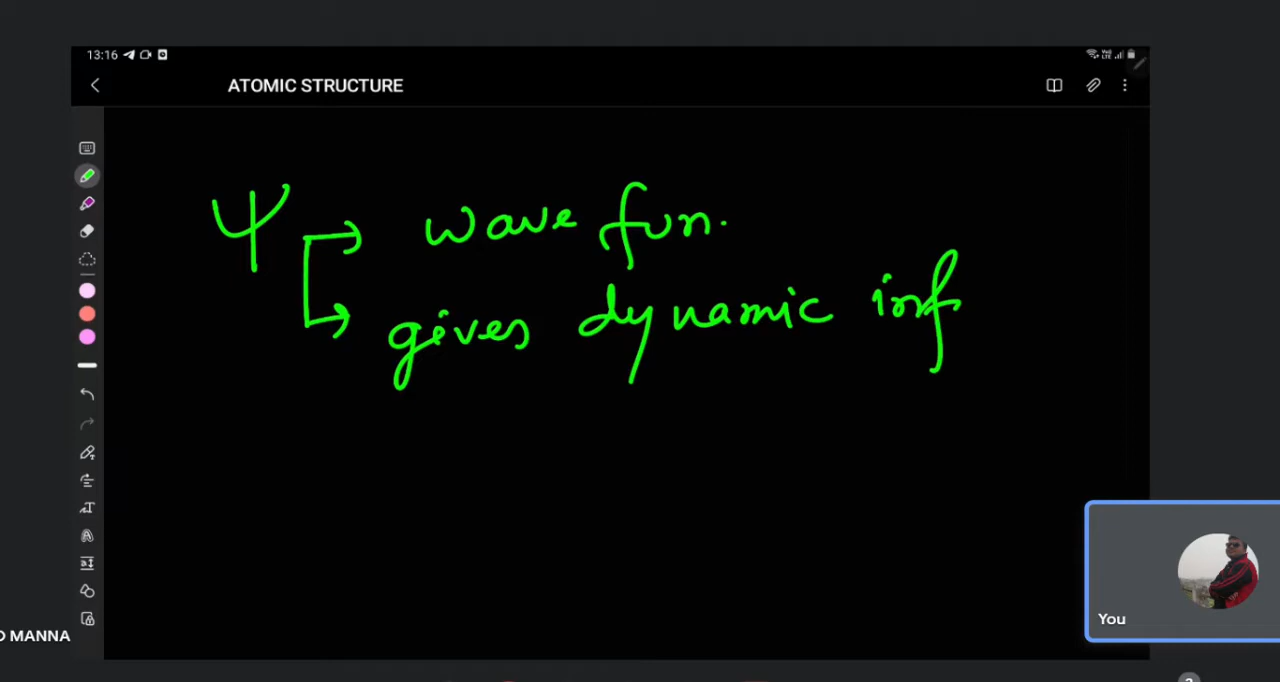 13:16
ATOMIC STRUCTURE
ψ → wave fun.
→ gives dynamic inf.
You
MANNA